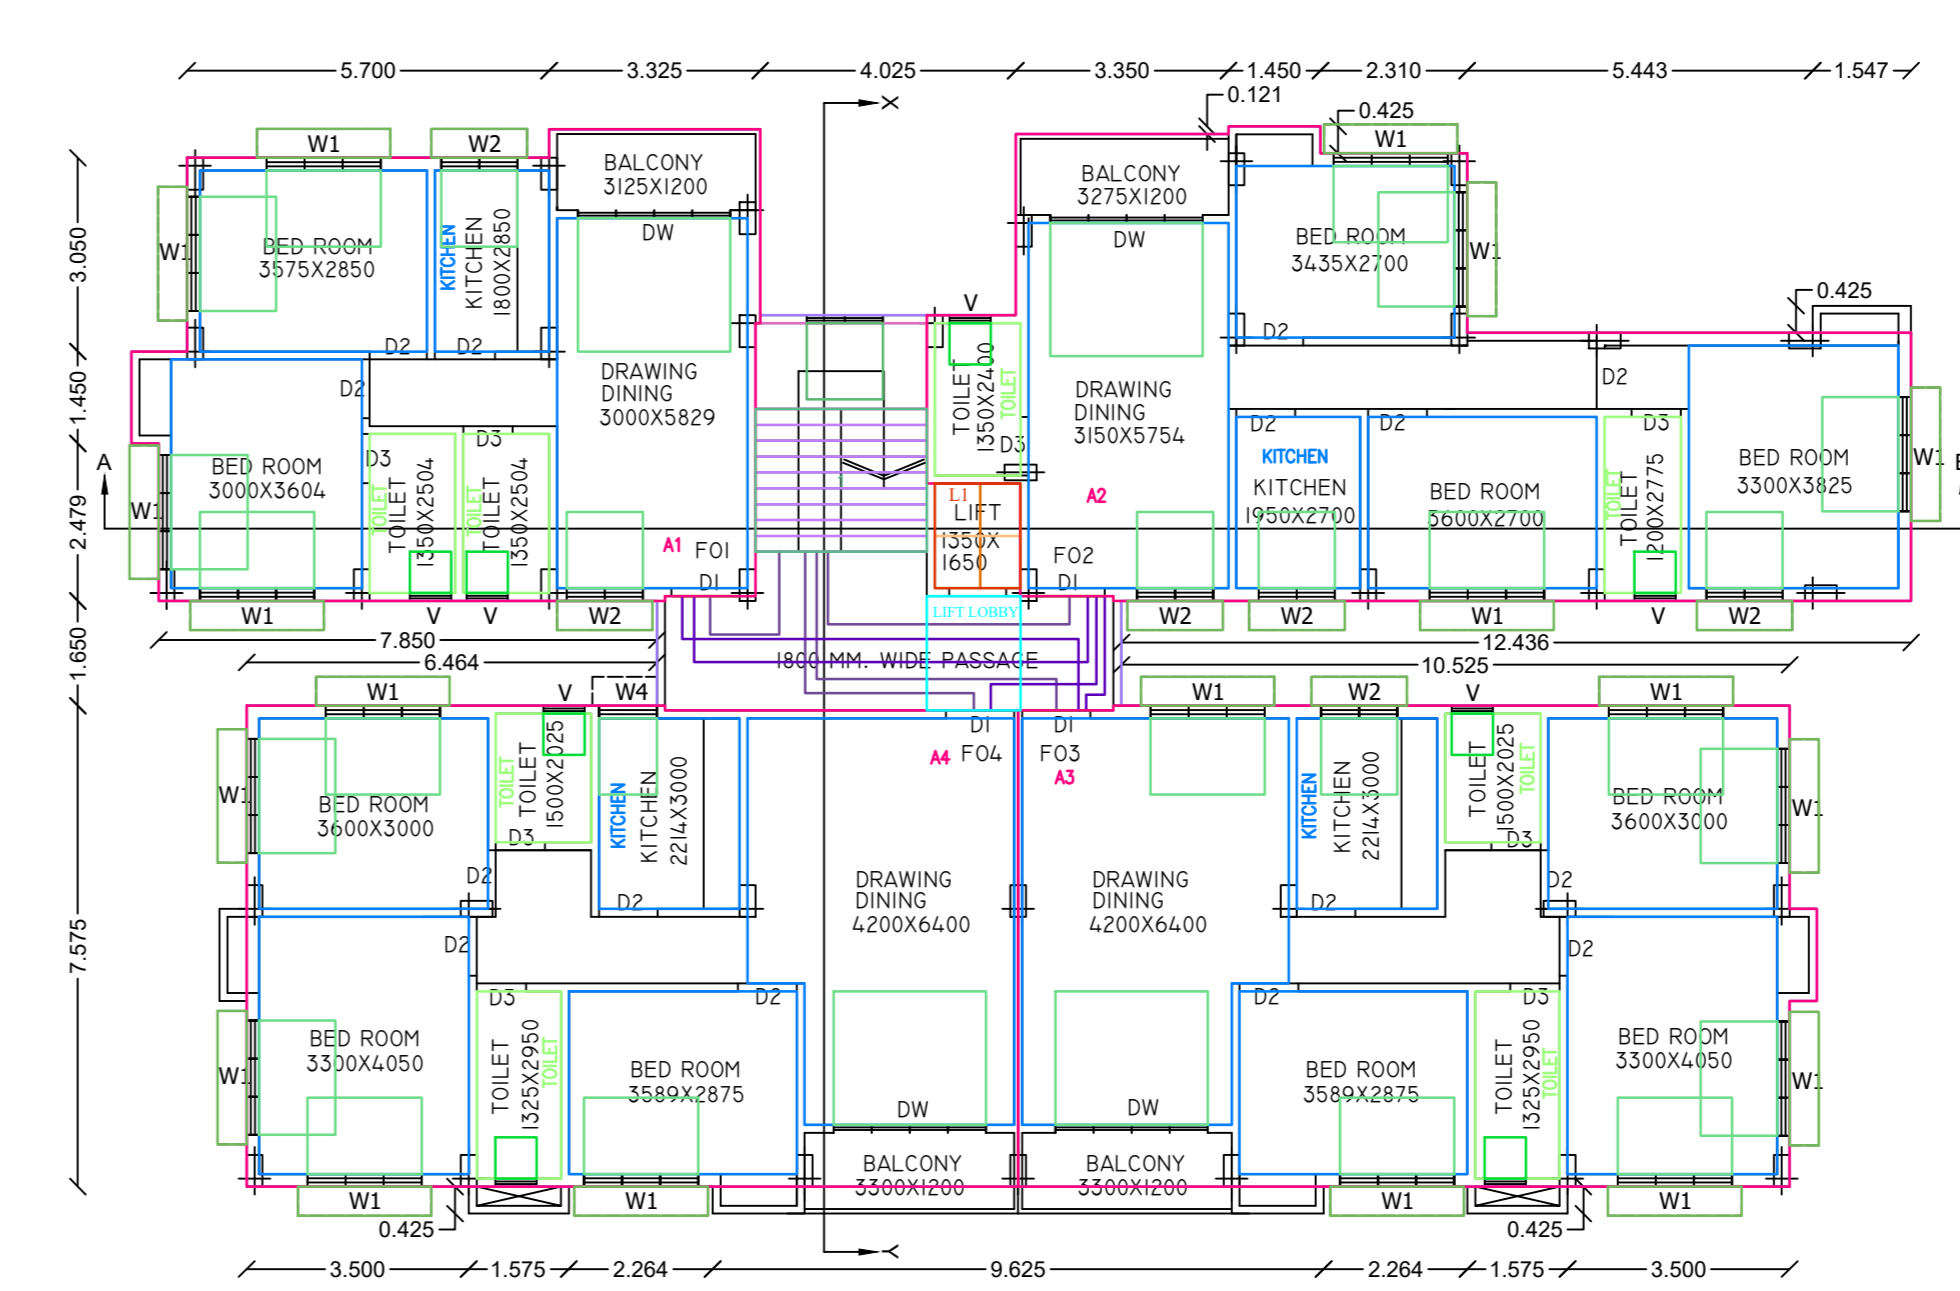 5.700
3.325
4.025
3.350
1.450
2.310
5.443
1.547
0.121
0.425
X
W1
W2
BALCONY
3125X1200
BALCONY
3275X1200
W1
3.050
W1
BED ROOM
3575X2850
KITCHEN
KITCHEN
1800X2850
DW
DW
BED ROOM
3435X2700
W1
0.425
V
D2
D2
D2
1.450
D2
DRAWING
DINING
3000X5829
TOILET
1350X2400
TOILET
DRAWING
DINING
3150X5754
D2
D3
D3
D3
D2
D2
D3
A
BED ROOM
3000X3604
TOILET
TOILET
1350X2504
TOILET
TOILET
1350X2504
L1
LIFT
1350X
1650
A2
KITCHEN
KITCHEN
1950X2700
BED ROOM
3600X2700
TOILET
TOILET
1200X2775
BED ROOM
3300X3825
W1
W1
2.479
A1
FO1
D1
FO2
D1
W1
V
V
W2
LIFT LOBBY
W2
W2
W1
V
W2
1.650
7.850
12.436
6.464
1800 MM. WIDE PASSAGE
10.525
W1
V
W4
W1
W2
V
W1
D1
D1
A4
FO4
FO3
A3
W1
BED ROOM
3600X3000
TOILET
TOILET
1500X2025
KITCHEN
KITCHEN
2214X3000
KITCHEN
KITCHEN
2214X3000
TOILET
1500X2025
TOILET
BED ROOM
3600X3000
W1
D3
D3
D2
D2
D2
D2
D2
D2
DRAWING
DINING
4200X6400
DRAWING
DINING
4200X6400
7.575
D3
D2
D2
D3
BED ROOM
3300X4050
TOILET
1325X2950
TOILET
BED ROOM
3589X2875
BED ROOM
3589X2875
TOILET
1325X2950
TOILET
BED ROOM
3300X4050
W1
W1
DW
DW
BALCONY
3300X1200
BALCONY
3300X1200
W1
W1
W1
W1
0.425
0.425
Y
3.500
1.575
2.264
9.625
2.264
1.575
3.500